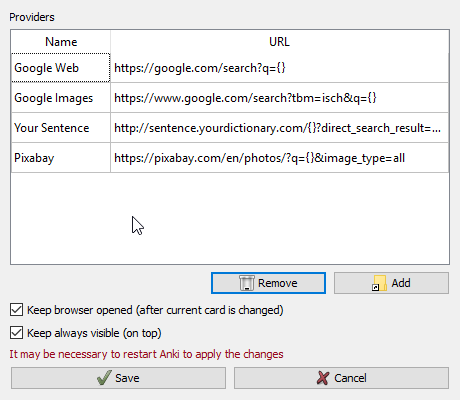 Providers
Name URL
Google Web https://google.com/search?q={}
Google Images https://www.google.com/search?tbm=isch&q={}
Your Sentence http://sentence.yourdictionary.com/{}?direct_search_result=...
Pixabay https://pixabay.com/en/photos/?q={}&image_type=all
Remove Add
Keep browser opened (after current card is changed)
Keep always visible (on top)
It may be necessary to restart Anki to apply the changes
Save Cancel